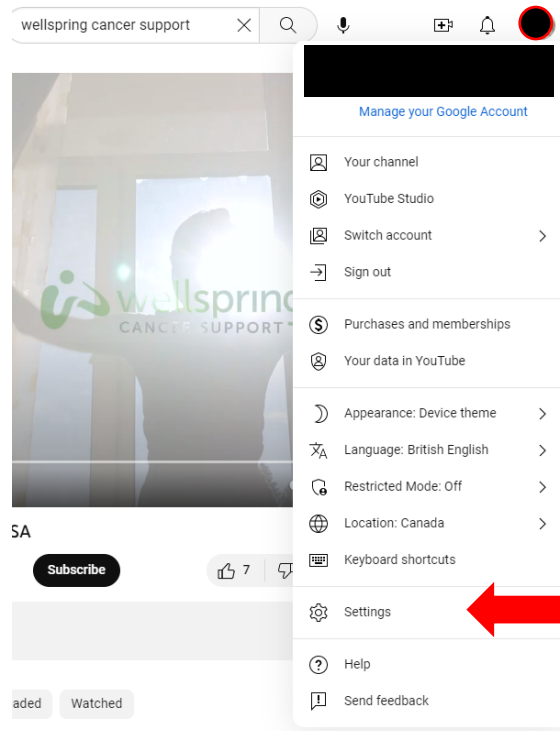 wellspring cancer support
Manage your Google Account
Your channel
YouTube Studio
Switch account
Sign out
wellspring
CANCER SUPPORT
Purchases and memberships
Your data in YouTube
Appearance: Device theme
Language: British English
Restricted Mode: Off
Location: Canada
SA
Keyboard shortcuts
Subscribe
7
Settings
Help
aded
Watched
Send feedback